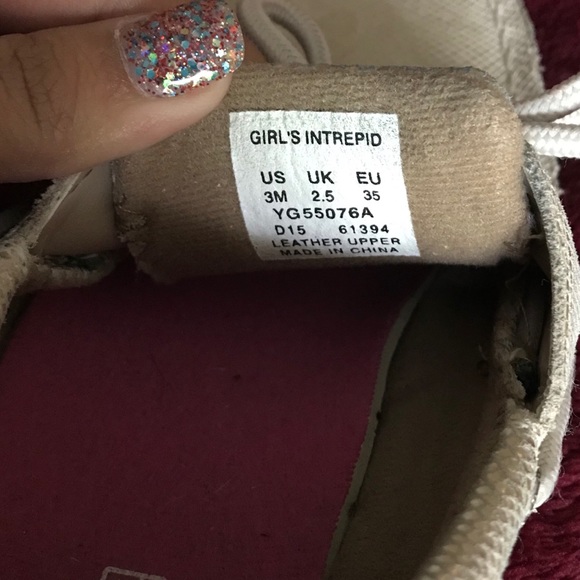 GIRL'S INTREPID
US UK EU
3M 2.5 35
YG55076A
D15 61394
LEATHER UPPER
MADE IN CHINA